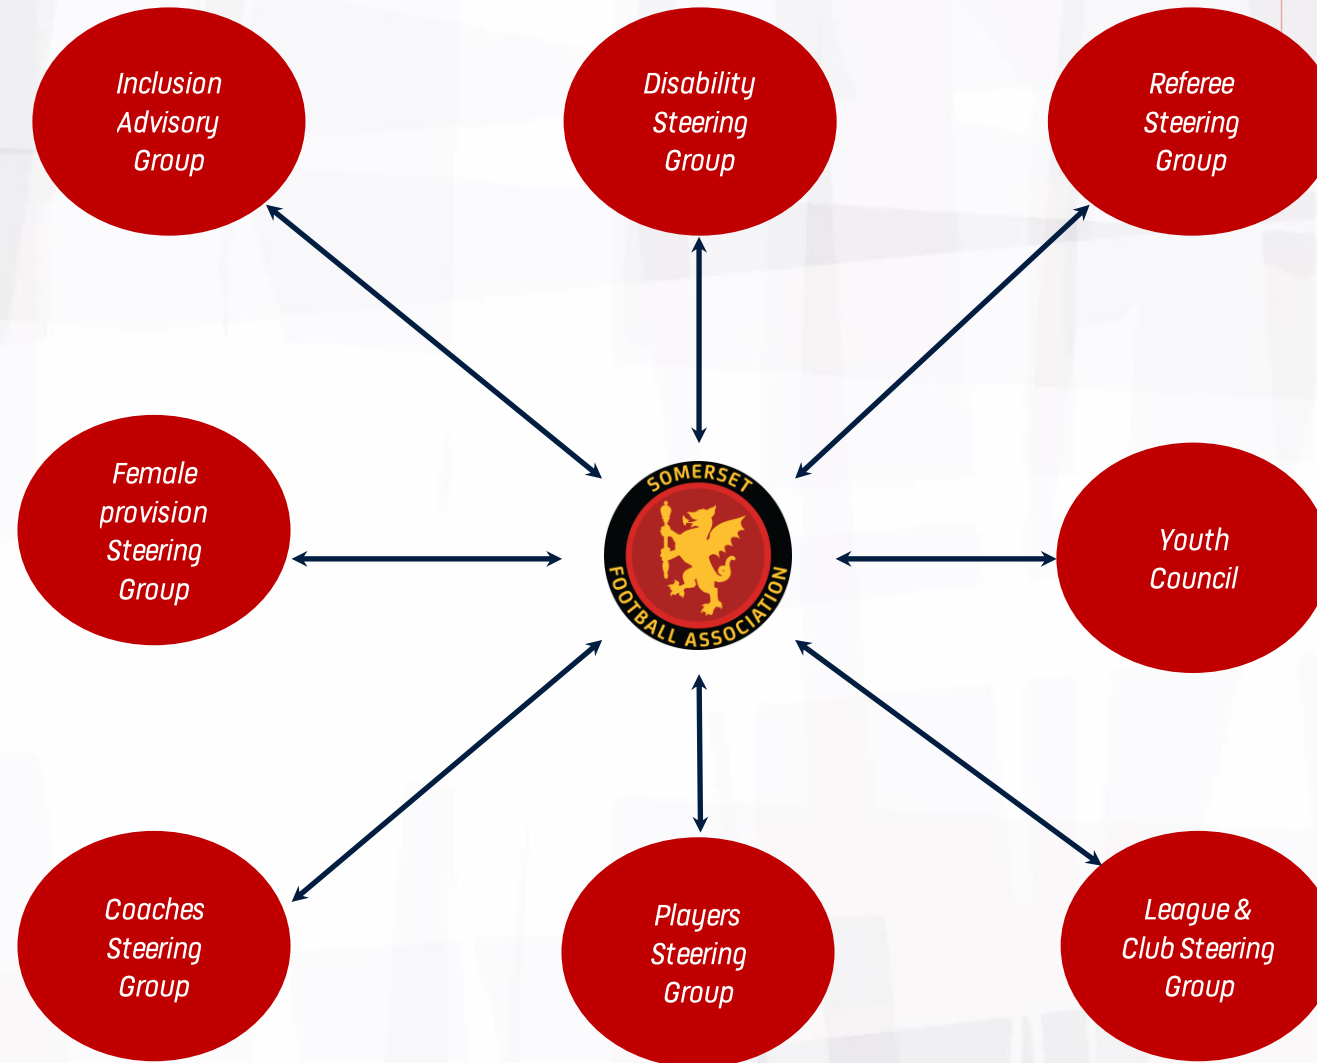 Inclusion
Advisory
Group
Disability
Steering
Group
Referee
Steering
Group
Female
provision
Steering
Group
SOMERSET
FOOTBALL ASSOCIATION
Youth
Council
Coaches
Steering
Group
Players
Steering
Group
League &
Club Steering
Group